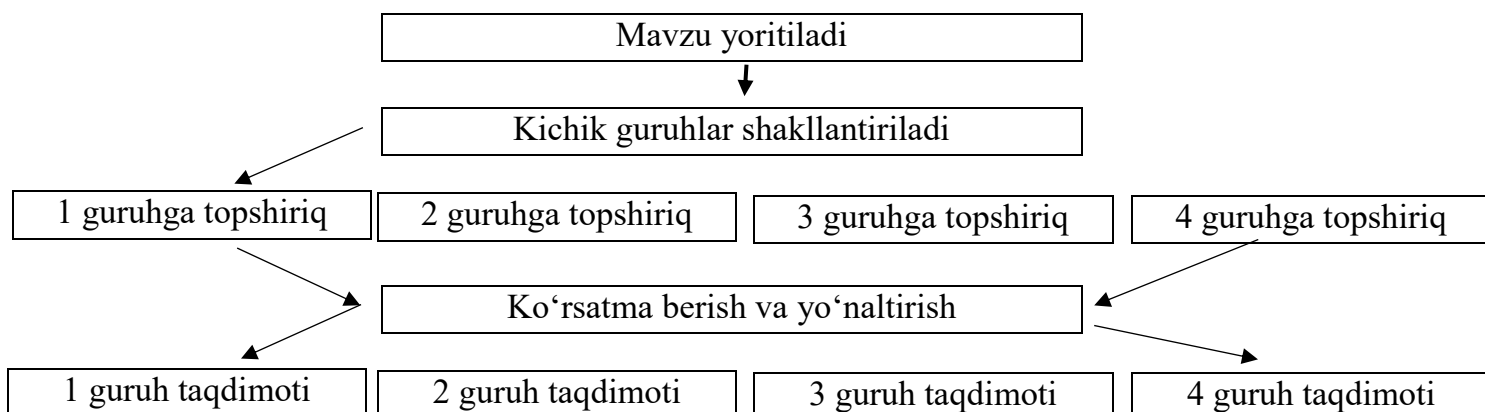 Mavzu yoritiladi
Kichik guruhlar shakllantiriladi
1 guruhga topshiriq
2 guruhga topshiriq
3 guruhga topshiriq
4 guruhga topshiriq
Ko‘rsatma berish va yo‘naltirish
1 guruh taqdimoti
2 guruh taqdimoti
3 guruh taqdimoti
4 guruh taqdimoti